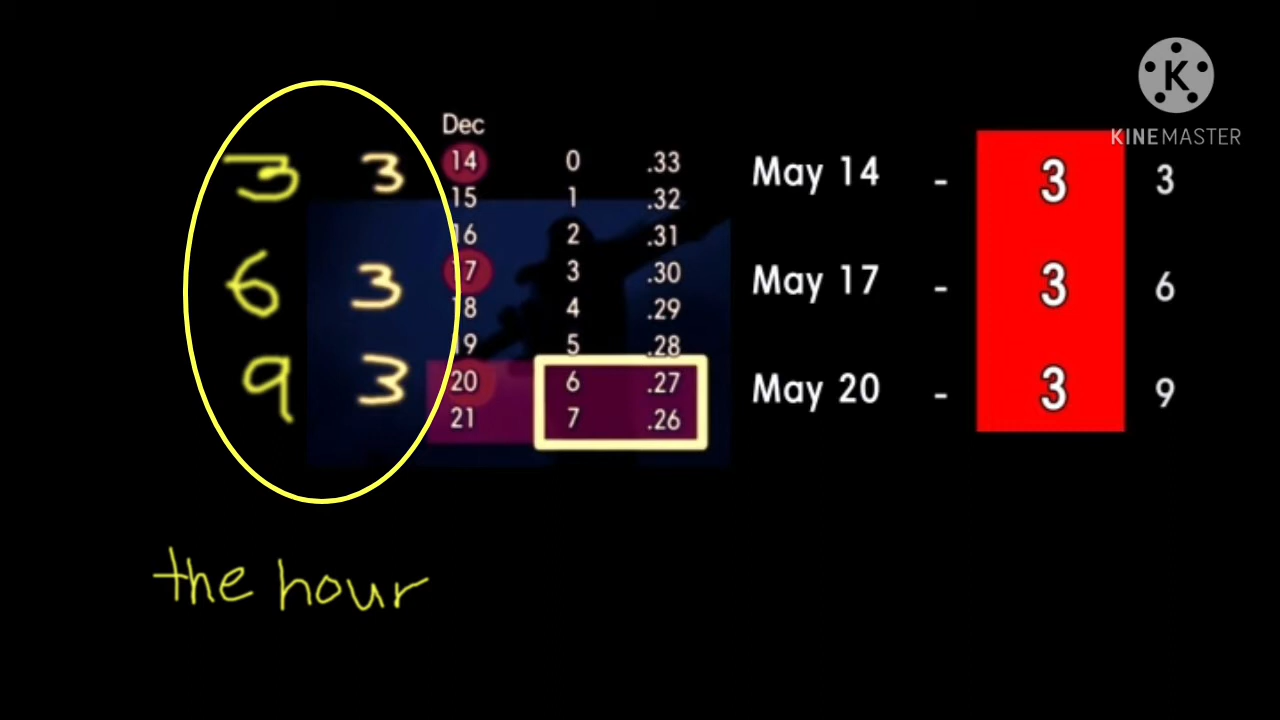 KINEMASTER
Dec
3 3 14 0 .33 May 14 - 3 3
15 1 .32
16 2 .31
6 3 17 3 .30 May 17 - 3 6
18 4 .29
19 5 .28
9 3 20 6 .27 May 20 - 3 9
21 7 .26
the hour